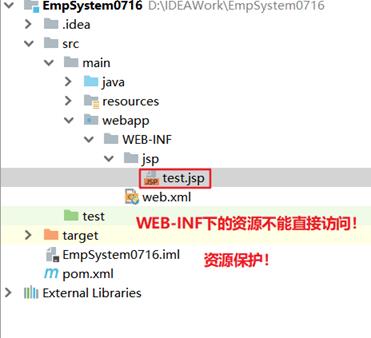 EmpSystem0716 D:\IDEAWork\EmpSystem0716
.idea
src
main
java
resources
webapp
WEB-INF
jsp
JSP test.jsp
web.xml
test
WEB-INF下的资源不能直接访问！
target
EmpSystem0716.iml
资源保护！
m pom.xml
External Libraries